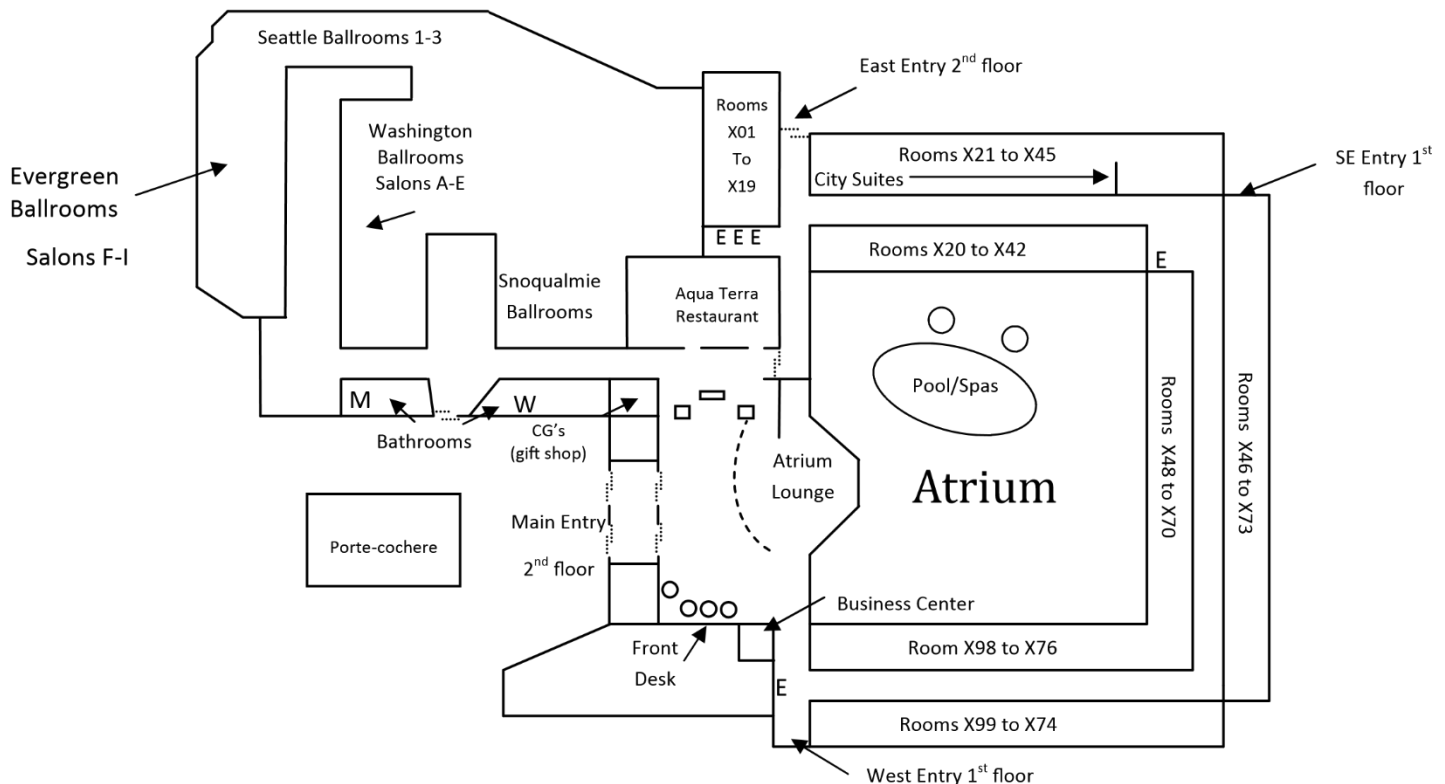 Seattle Ballrooms 1-3
East Entry 2nd floor
Rooms
X01
To
X19
Washington
Ballrooms
Salons A-E
Rooms X21 to X45
City Suites
SE Entry 1st
floor
Evergreen
Ballrooms
Salons F-I
E E E
Rooms X20 to X42
E
Snoqualmie
Ballrooms
Aqua Terra
Restaurant
Pool/Spas
Rooms X48 to X70
Rooms X46 to X73
M
W
Bathrooms
CG's
(gift shop)
Atrium
Lounge
Atrium
Main Entry
2nd floor
Porte-cochere
Business Center
Front
Desk
Room X98 to X76
E
Rooms X99 to X74
West Entry 1st floor